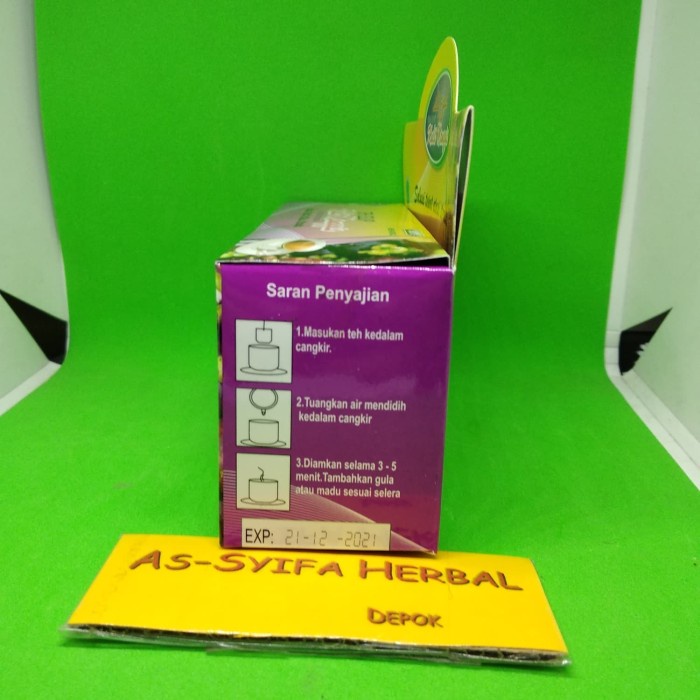 Saran Penyajian
1.Masukan teh kedalam
cangkir.
2.Tuangkan air mendidih
kedalam cangkir
3.Diamkan selama 3 - 5
menit.Tambahkan gula
atau madu sesuai selera
EXP: 21-12 -2021
AS-SYIFA HERBAL
DEPOK